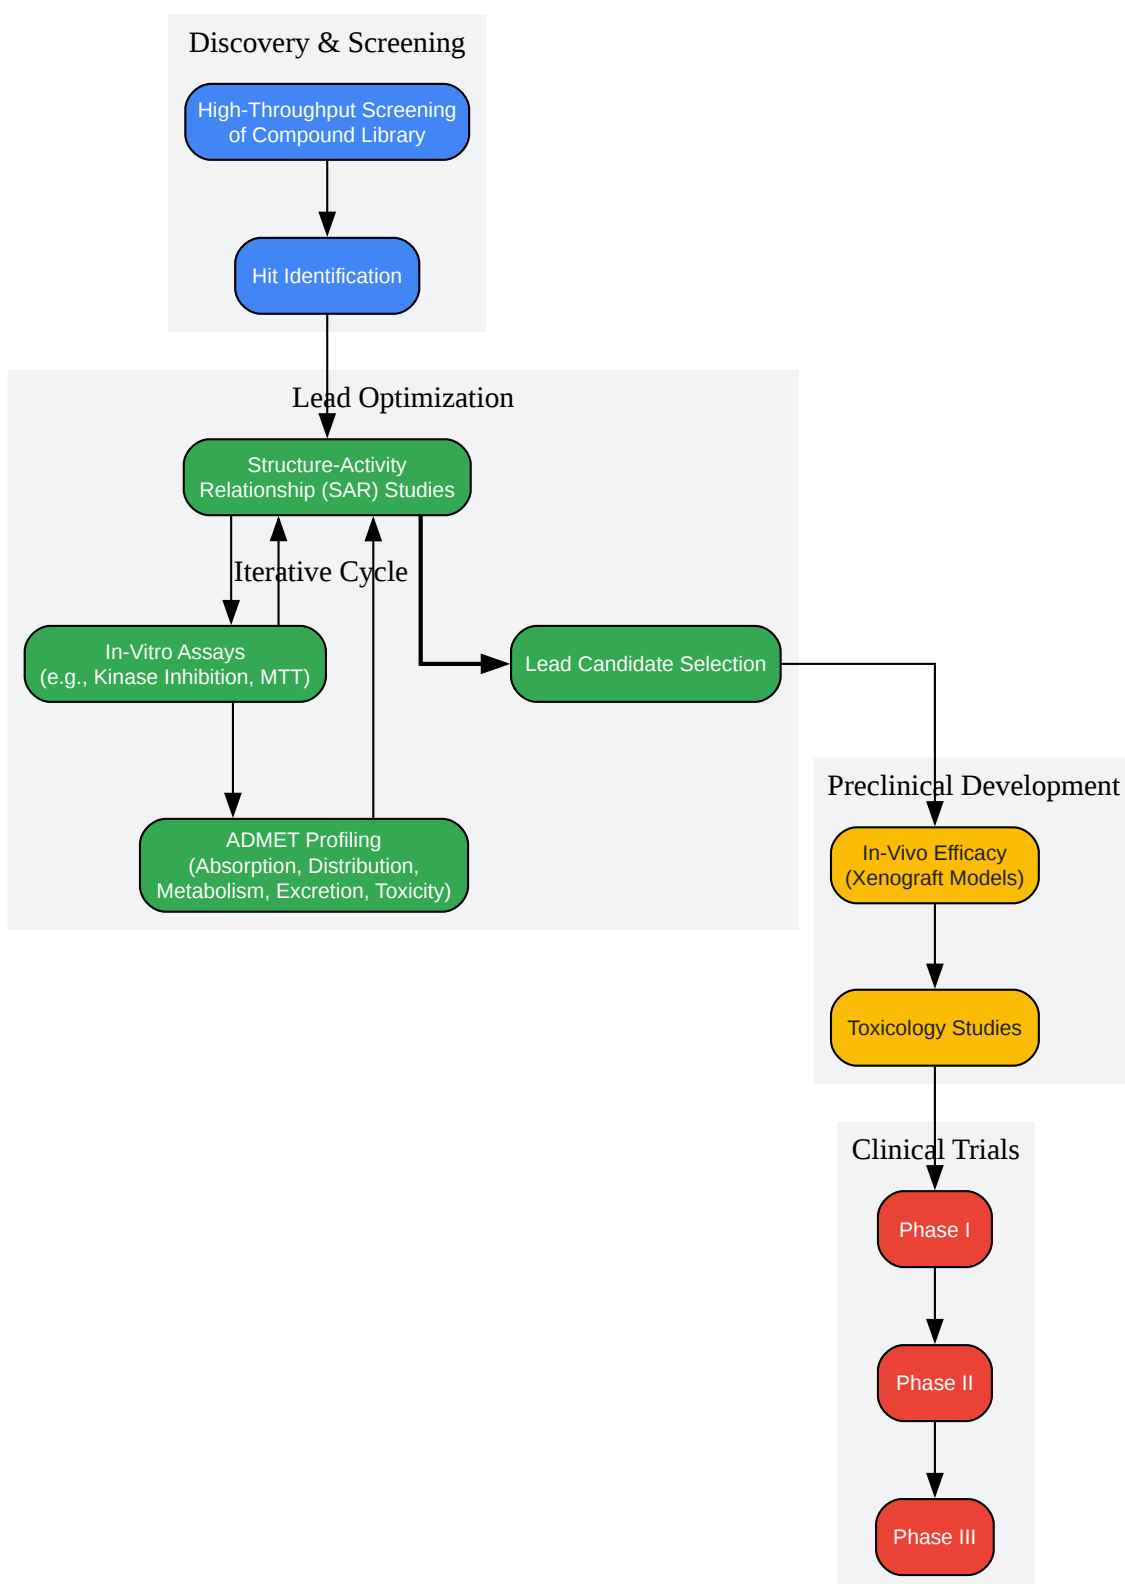 Discovery & Screening
High-Throughput Screening
of Compound Library
Hit Identification
Lead Optimization
Structure-Activity
Relationship (SAR) Studies
Iterative Cycle
In-Vitro Assays
(e.g., Kinase Inhibition, MTT)
Lead Candidate Selection
ADMET Profiling
(Absorption, Distribution,
Metabolism, Excretion, Toxicity)
Preclinical Development
In-Vivo Efficacy
(Xenograft Models)
Toxicology Studies
Clinical Trials
Phase I
Phase II
Phase III